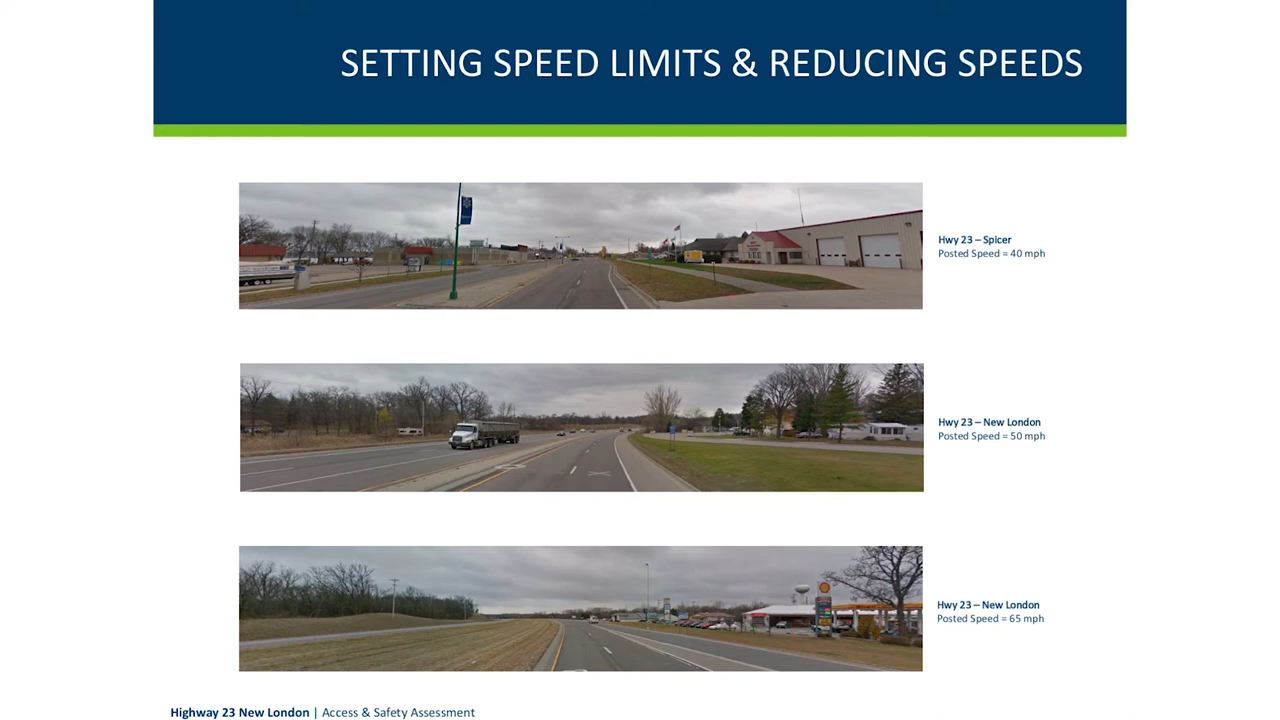 SETTING SPEED LIMITS & REDUCING SPEEDS
Hwy 23 – Spicer
Posted Speed = 40 mph
Hwy 23 – New London
Posted Speed = 50 mph
Hwy 23 – New London
Posted Speed = 65 mph
Highway 23 New London | Access & Safety Assessment